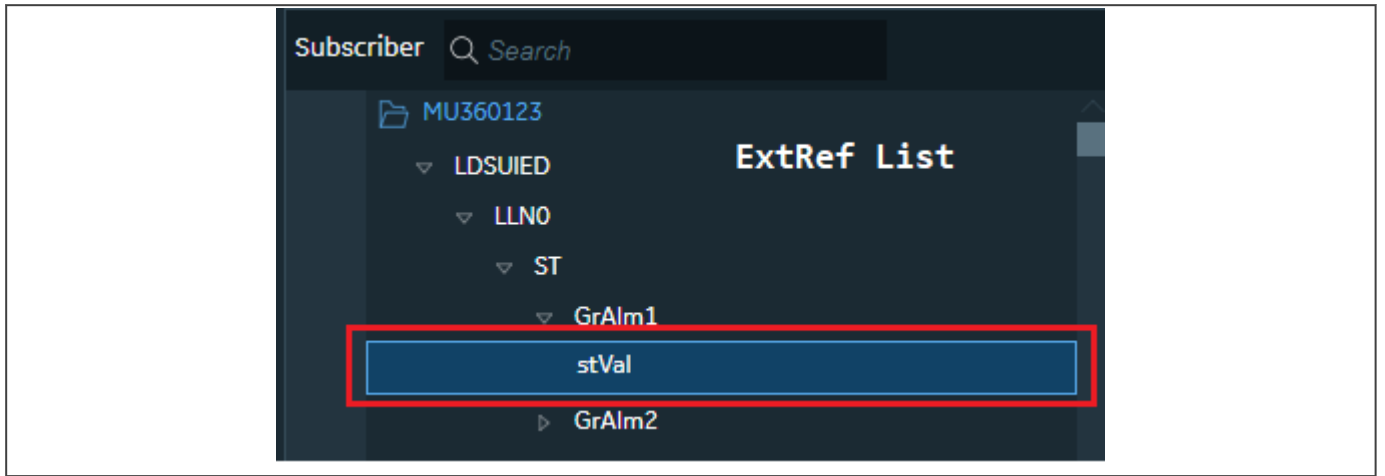 Subscriber Search
MU360123
ExtRef List
LDSUIED
LLN0
ST
GrAlm1
stVal
GrAlm2